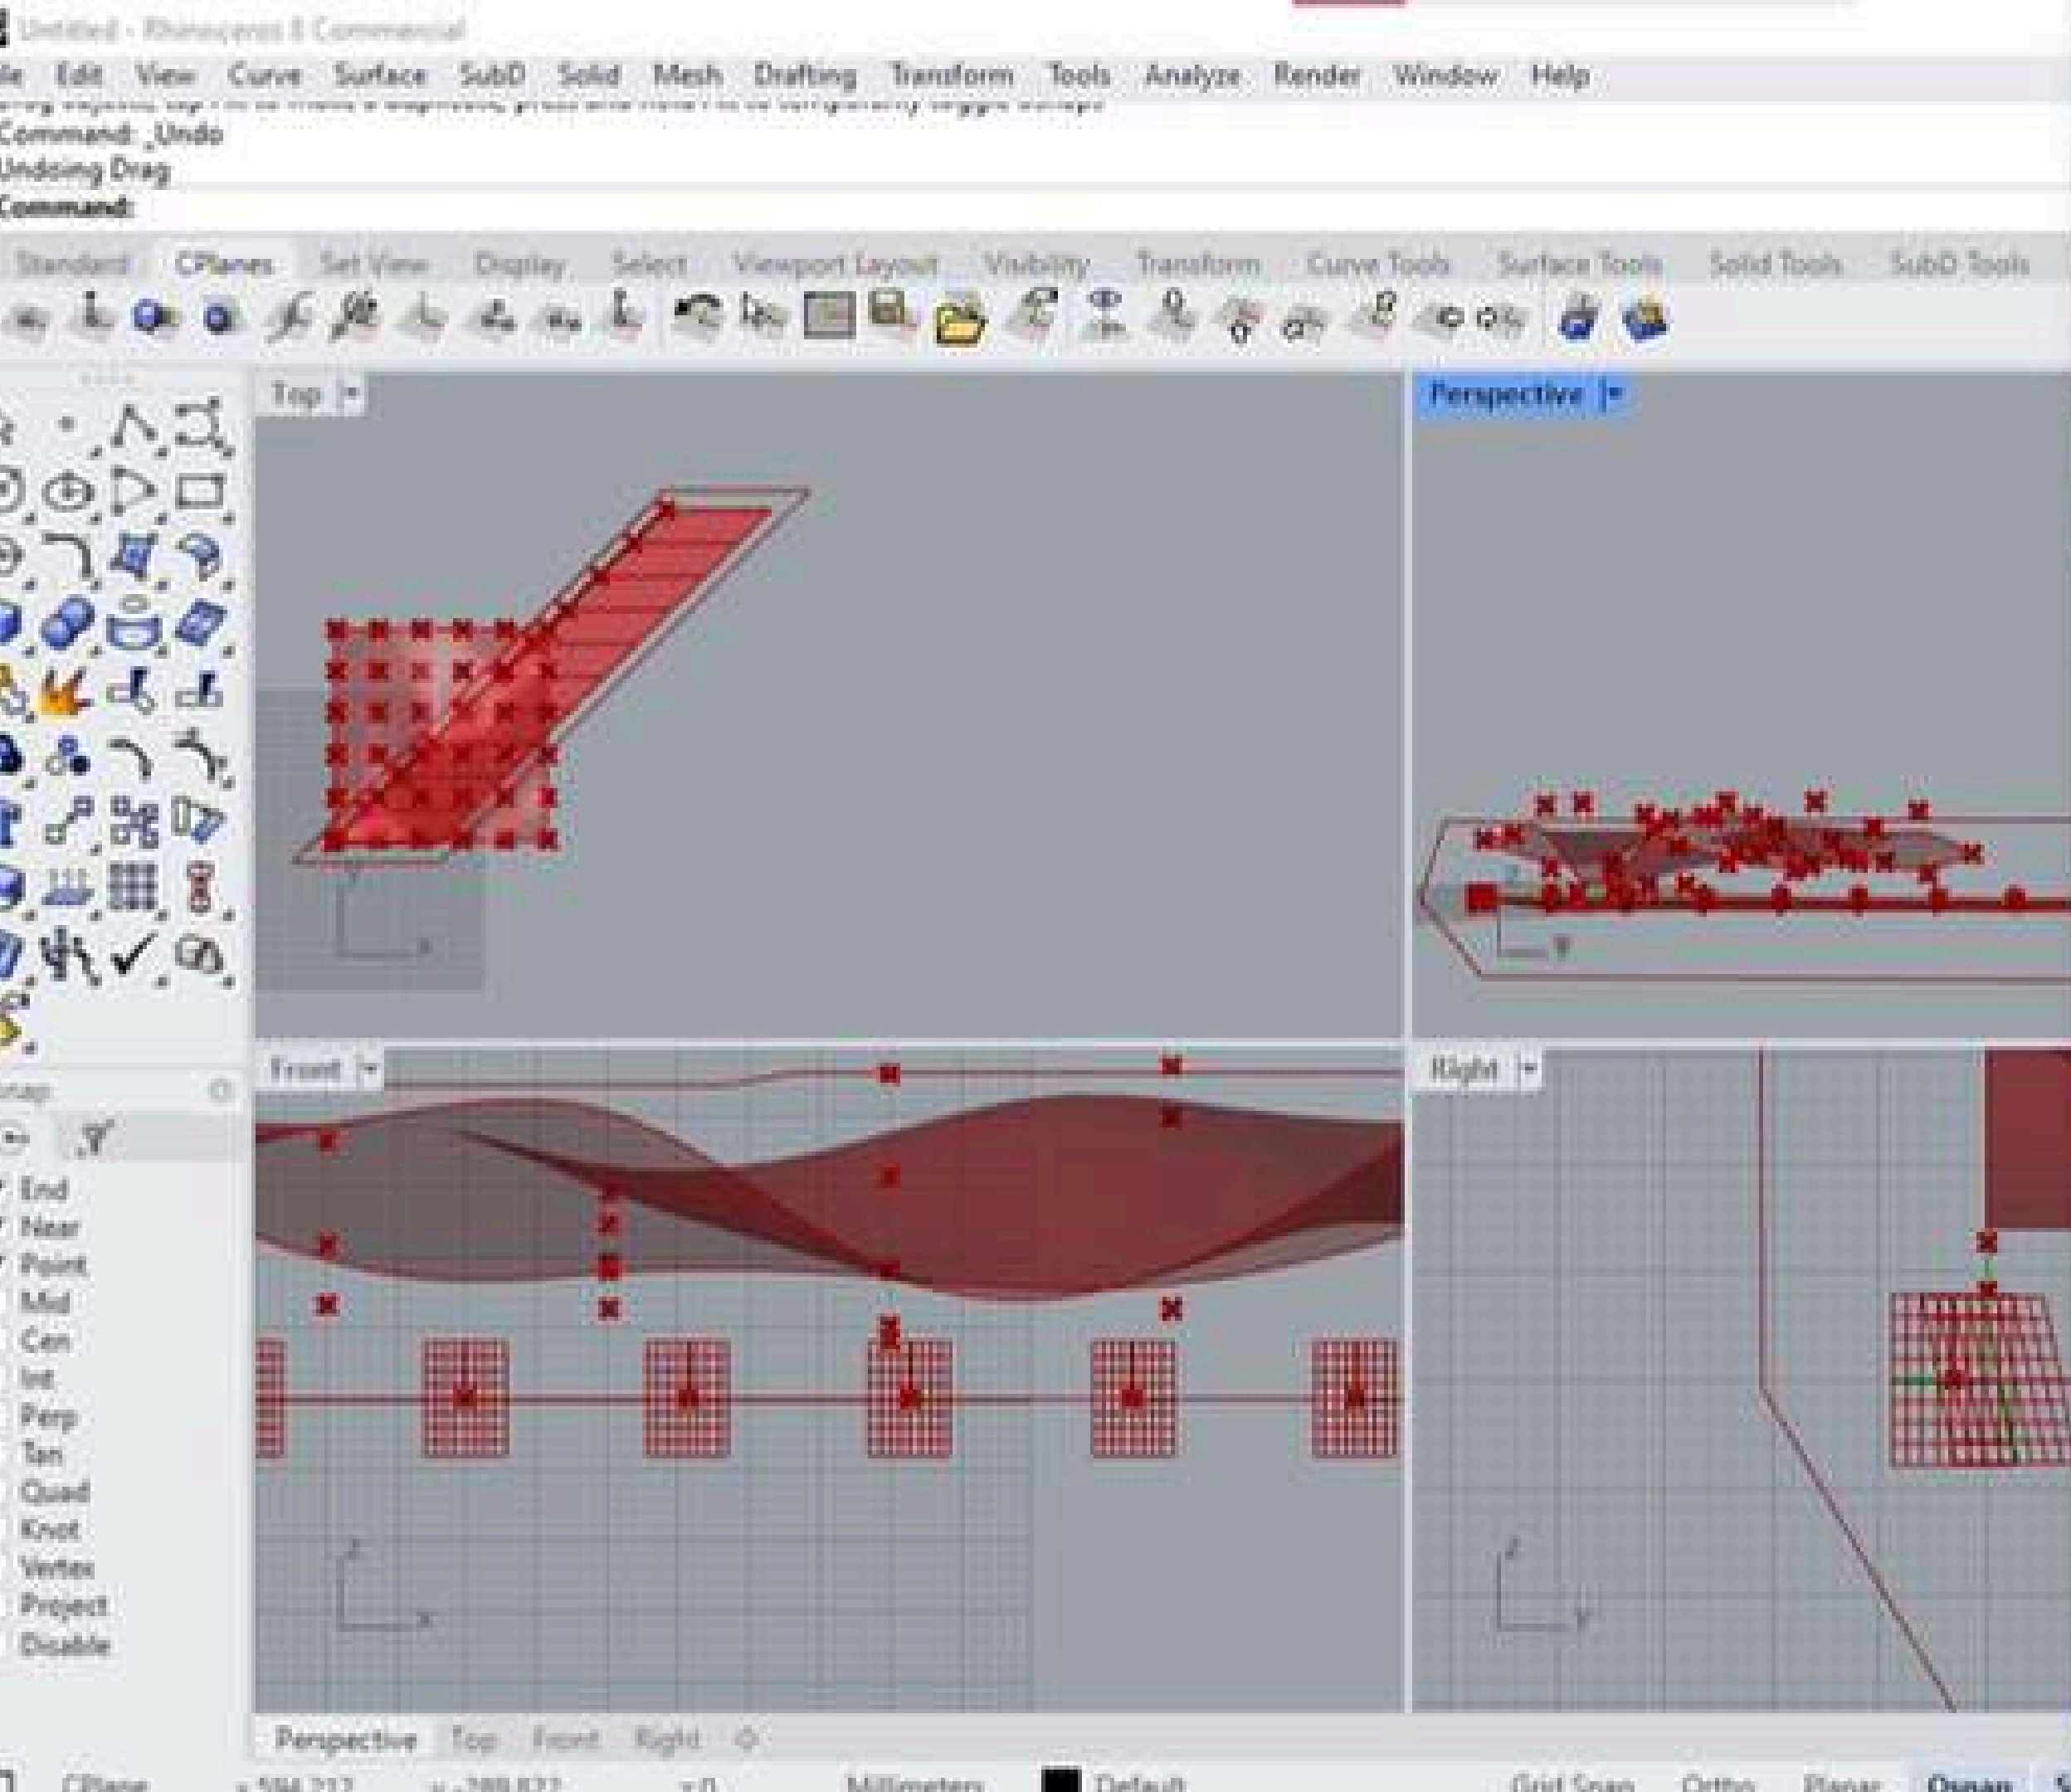 Untitled - Rhinoceros 8 Commercial
Edit View Curve Surface SubD Solid Mesh Drafting Transform Tools Analyze Render Window Help
Command: _Undo
Undoing Drag
Command:
Standard CPlanes Set View Display Select Viewport Layout Visibility Transform Curve Tools Surface Tools Solid Tools SubD Tools
Top
Perspective
y
x
z
y
Front
Right
End
Near
Point
Mid
Cen
Int
Perp
Tan
Quad
Knot
Vertex
Project
Disable
z
x
z
y
Perspective Top Front Right
CPlane Millimeters Default Grid Snap Ortho Planar Osnap